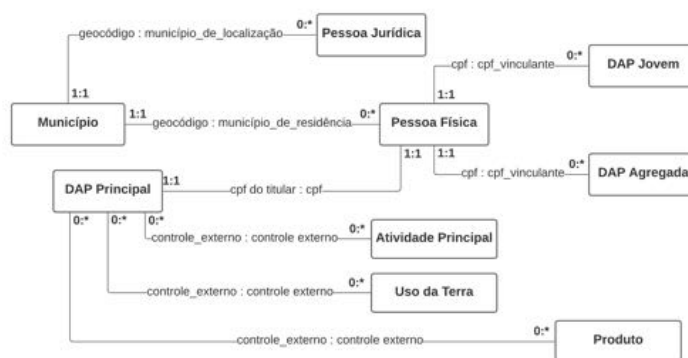 0:*
geocódigo : município_de_localização
Pessoa Jurídica
0:*
cpf : cpf_vinculante
DAP Jovem
1:1
1:1
1:1
0:*
Município
geocódigo : município_de_residência
Pessoa Física
1:1
1:1
0:*
cpf : cpf_vinculante
DAP Agregada
1:1
DAP Principal
cpf do titular : cpf
0:*
0:*
0:*
0:*
controle_externo : controle externo
Atividade Principal
0:*
controle_externo : controle externo
Uso da Terra
0:*
controle_externo : controle externo
Produto